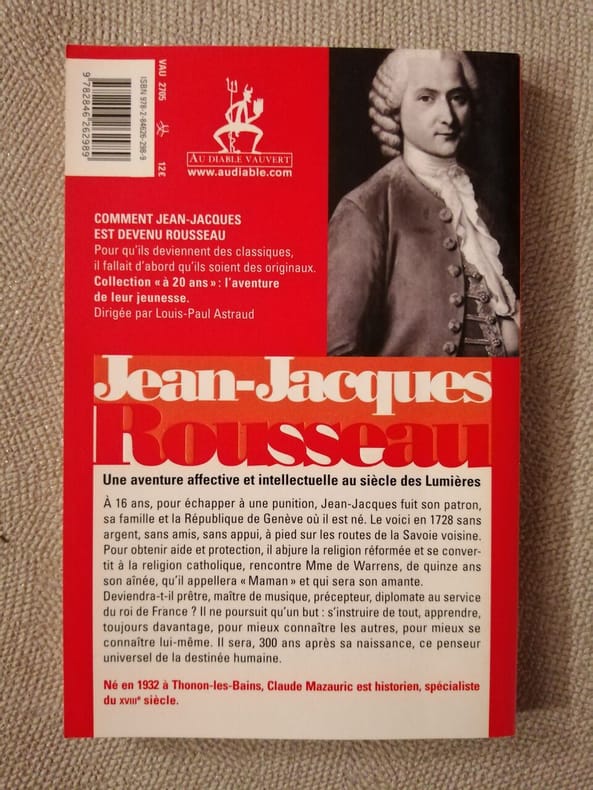 9782846262989
ISBN 978-2-84626-298-9
VAU 2705
12 €
AU DIABLE VAUVERT
www.audiable.com
COMMENT JEAN-JACQUES
EST DEVENU ROUSSEAU
Pour qu'ils deviennent des classiques,
il fallait d'abord qu'ils soient des originaux.
Collection « à 20 ans » : l'aventure
de leur jeunesse.
Dirigée par Louis-Paul Astraud
Jean-Jacques
Rousseau
Une aventure affective et intellectuelle au siècle des Lumières
À 16 ans, pour échapper à une punition, Jean-Jacques fuit son patron,
sa famille et la République de Genève où il est né. Le voici en 1728 sans
argent, sans amis, sans appui, à pied sur les routes de la Savoie voisine.
Pour obtenir aide et protection, il abjure la religion réformée et se conver-
tit à la religion catholique, rencontre Mme de Warrens, de quinze ans
son aînée, qu'il appellera « Maman » et qui sera son amante.
Deviendra-t-il prêtre, maître de musique, précepteur, diplomate au service
du roi de France ? Il ne poursuit qu'un but : s'instruire de tout, apprendre,
toujours davantage, pour mieux connaître les autres, pour mieux se
connaître lui-même. Il sera, 300 ans après sa naissance, ce penseur
universel de la destinée humaine.
Né en 1932 à Thonon-les-Bains, Claude Mazauric est historien, spécialiste
du XVIIIe siècle.